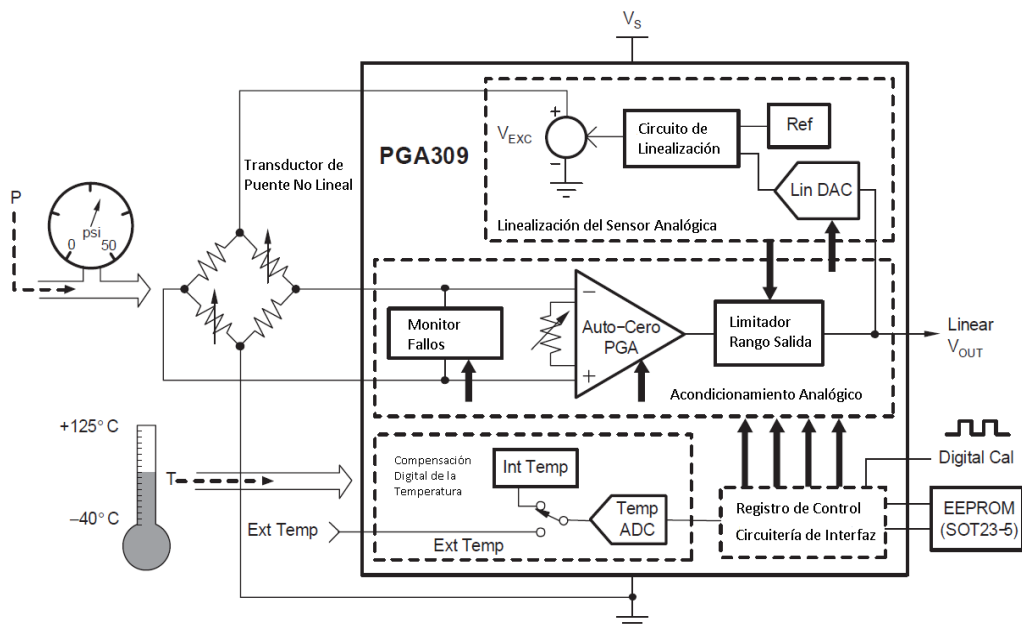 VS
PGA309
VEXC
+
−
Circuito de
Linealización
Ref
Lin DAC
Linealización del Sensor Analógica
Transductor de
Puente No Lineal
P
psi
0
50
Monitor
Fallos
−
Auto−Cero
PGA
+
Limitador
Rango Salida
Linear
VOUT
Acondicionamiento Analógico
+125°C
T
−40°C
Compensación
Digital de la
Temperatura
Int Temp
Ext Temp
Ext Temp
Temp
ADC
Registro de Control
Circuitería de Interfaz
Digital Cal
EEPROM
(SOT23−5)